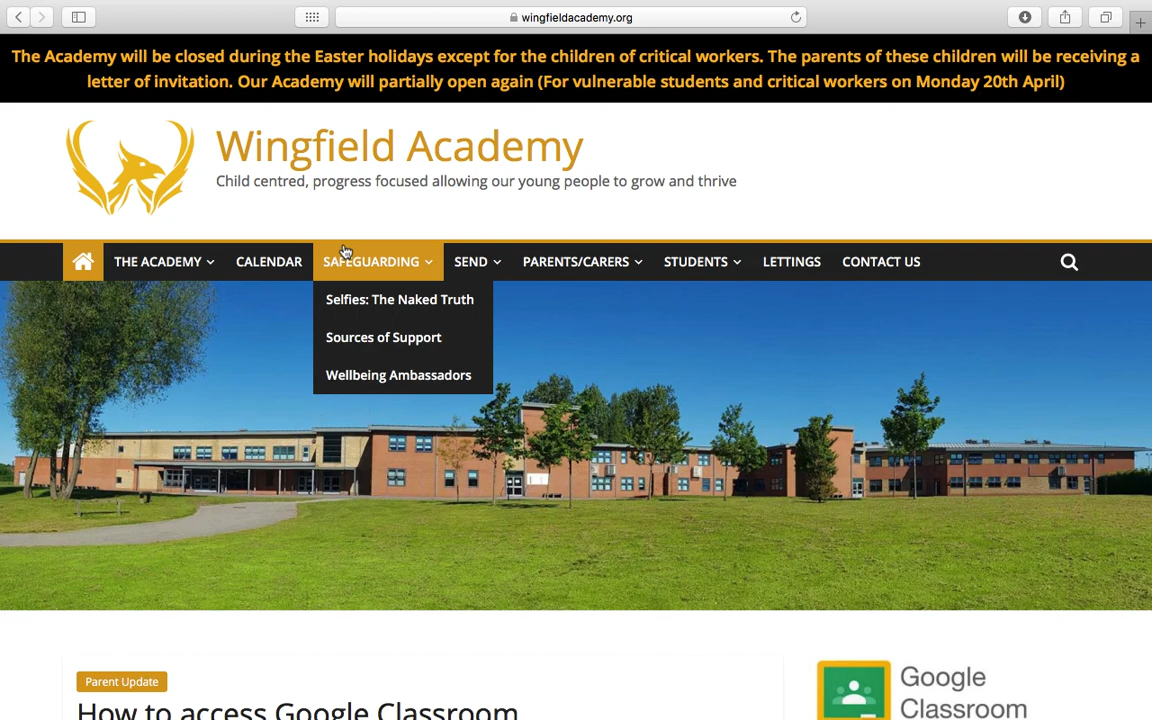 wingfieldacademy.org
The Academy will be closed during the Easter holidays except for the children of critical workers. The parents of these children will be receiving a
letter of invitation. Our Academy will partially open again (For vulnerable students and critical workers on Monday 20th April)
Wingfield Academy
Child centred, progress focused allowing our young people to grow and thrive
THE ACADEMY CALENDAR SAFEGUARDING SEND PARENTS/CARERS STUDENTS LETTINGS CONTACT US
Selfies: The Naked Truth
Sources of Support
Wellbeing Ambassadors
Parent Update
How to access Google Classroom
Google
Classroom